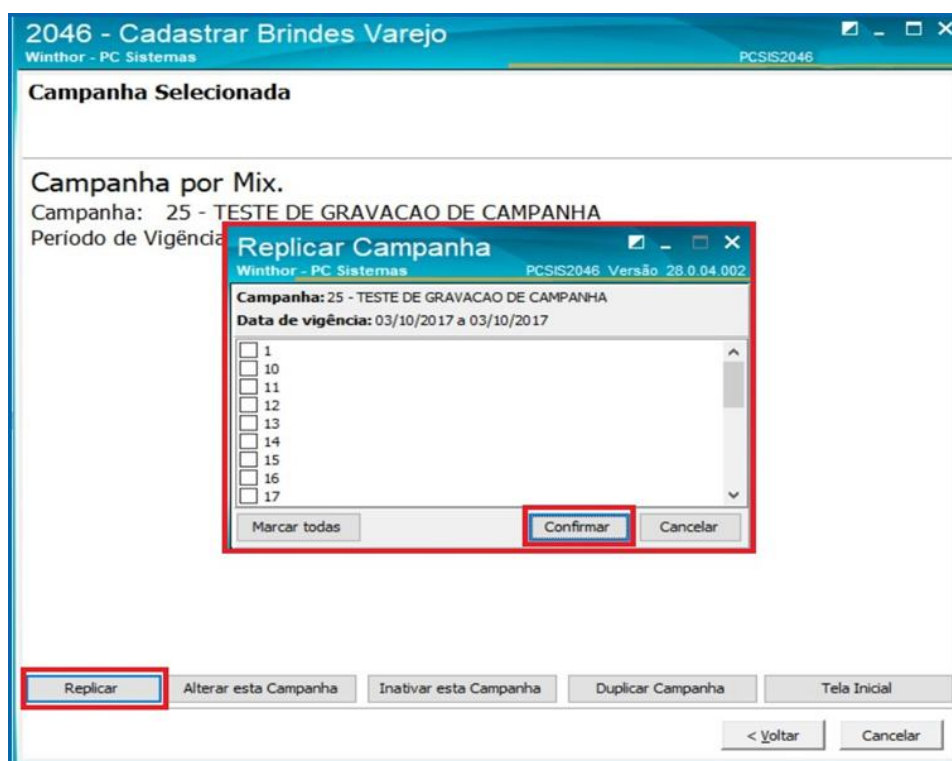 2046 - Cadastrar Brindes Varejo
Winthor - PC Sistemas PCSIS2046
Campanha Selecionada
Campanha por Mix.
Campanha: 25 - TESTE DE GRAVACAO DE CAMPANHA
Período de Vigência
Replicar Campanha
Winthor - PC Sistemas PCSIS2046 Versão 28.0.04.002
Campanha: 25 - TESTE DE GRAVACAO DE CAMPANHA
Data de vigência: 03/10/2017 a 03/10/2017
1
10
11
12
13
14
15
16
17
Marcar todas Confirmar Cancelar
Replicar Alterar esta Campanha Inativar esta Campanha Duplicar Campanha Tela Inicial
< Voltar Cancelar